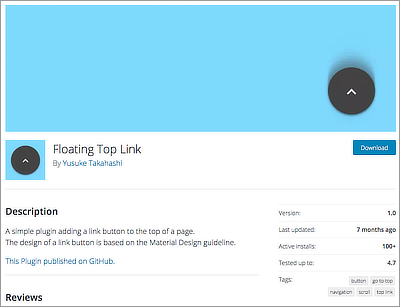 Floating Top Link
By Yusuke Takahashi
Download
Description
A simple plugin adding a link button to the top of a page.
The design of a link button is based on the Material Design guideline.
This Plugin published on GitHub.
Reviews
Version: 1.0
Last updated: 7 months ago
Active installs: 100+
Tested up to: 4.7
Tags: button go to top
navigation scroll top link